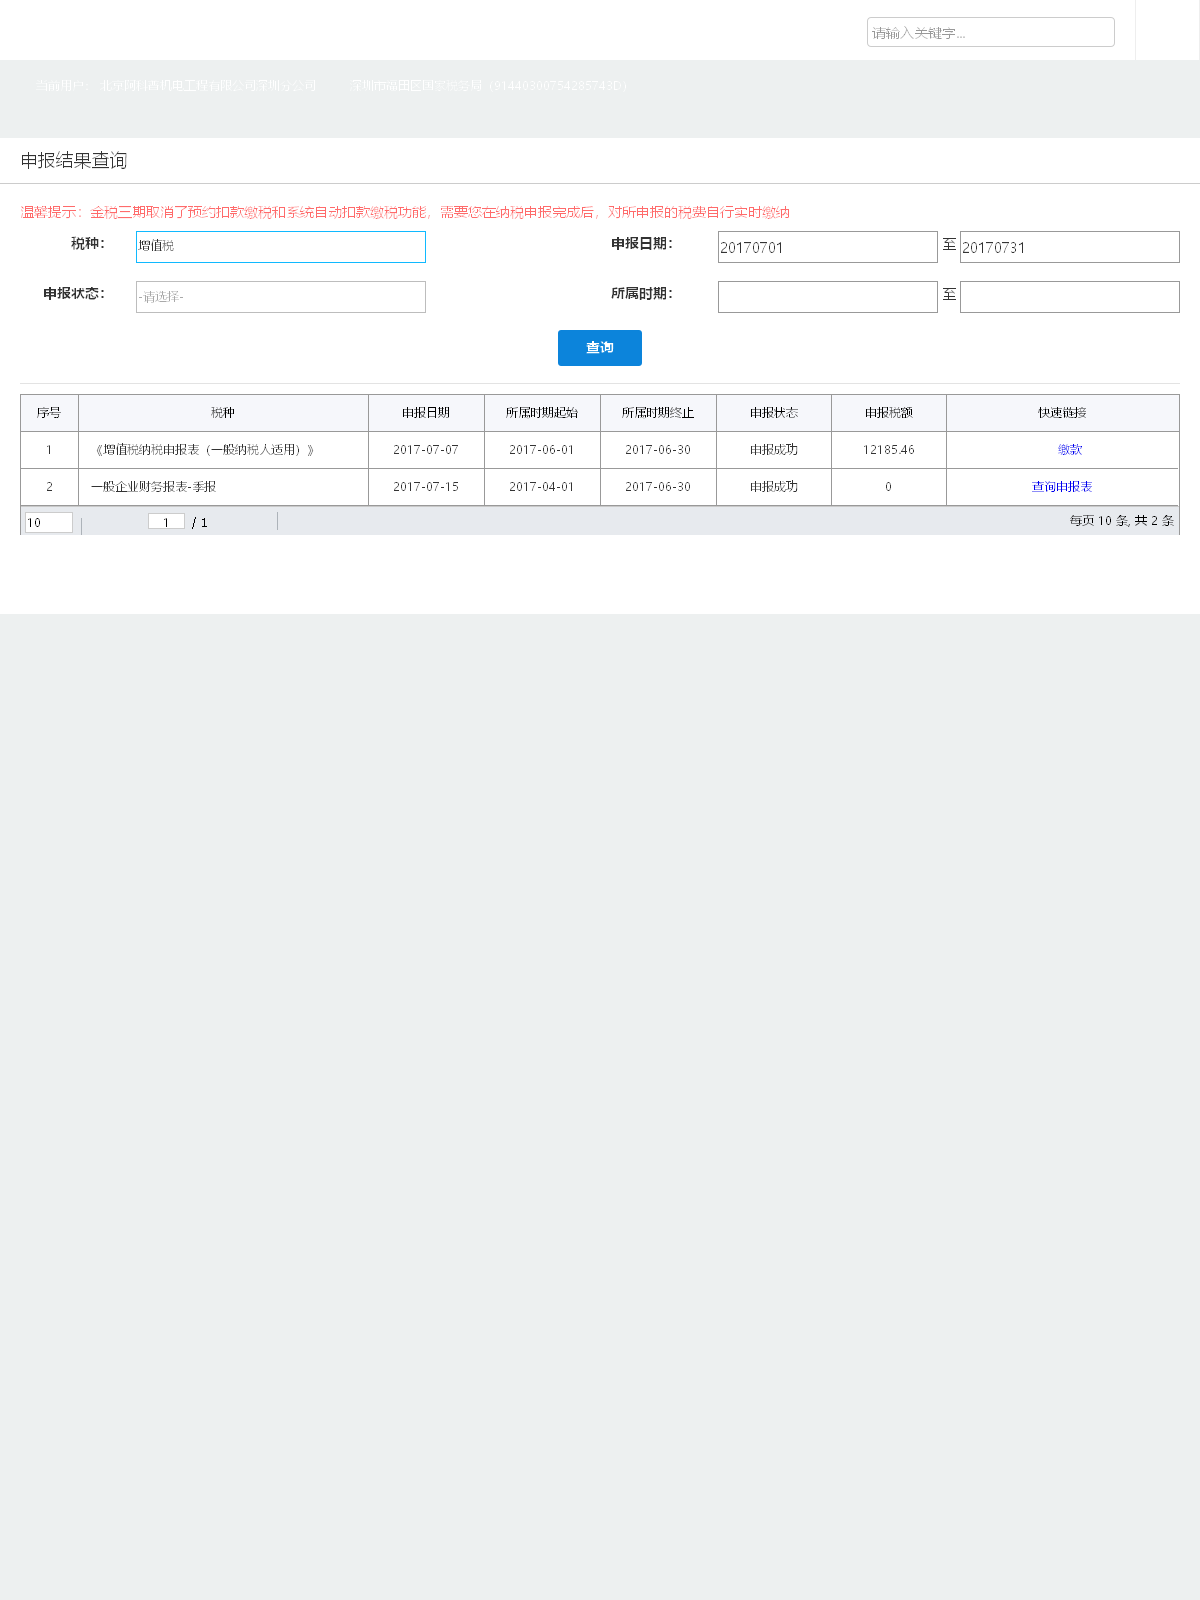 请输入关键字...
当前用户： 北京阿科西机电工程有限公司深圳分公司 深圳市福田区国家税务局（91440300754285743D）
申报结果查询
温馨提示：金税三期取消了预约扣款缴税和系统自动扣款缴税功能，需要您在纳税申报完成后，对所申报的税费自行实时缴纳
税种： 增值税 申报日期： 20170701 至 20170731
申报状态： -请选择- 所属时期： 至
查询
序号 税种 申报日期 所属时期起始 所属时期终止 申报状态 申报税额 快速链接
1 《增值税纳税申报表（一般纳税人适用）》 2017-07-07 2017-06-01 2017-06-30 申报成功 12185.46 缴款
2 一般企业财务报表-季报 2017-07-15 2017-04-01 2017-06-30 申报成功 0 查询申报表
10 1 / 1 每页 10 条, 共 2 条